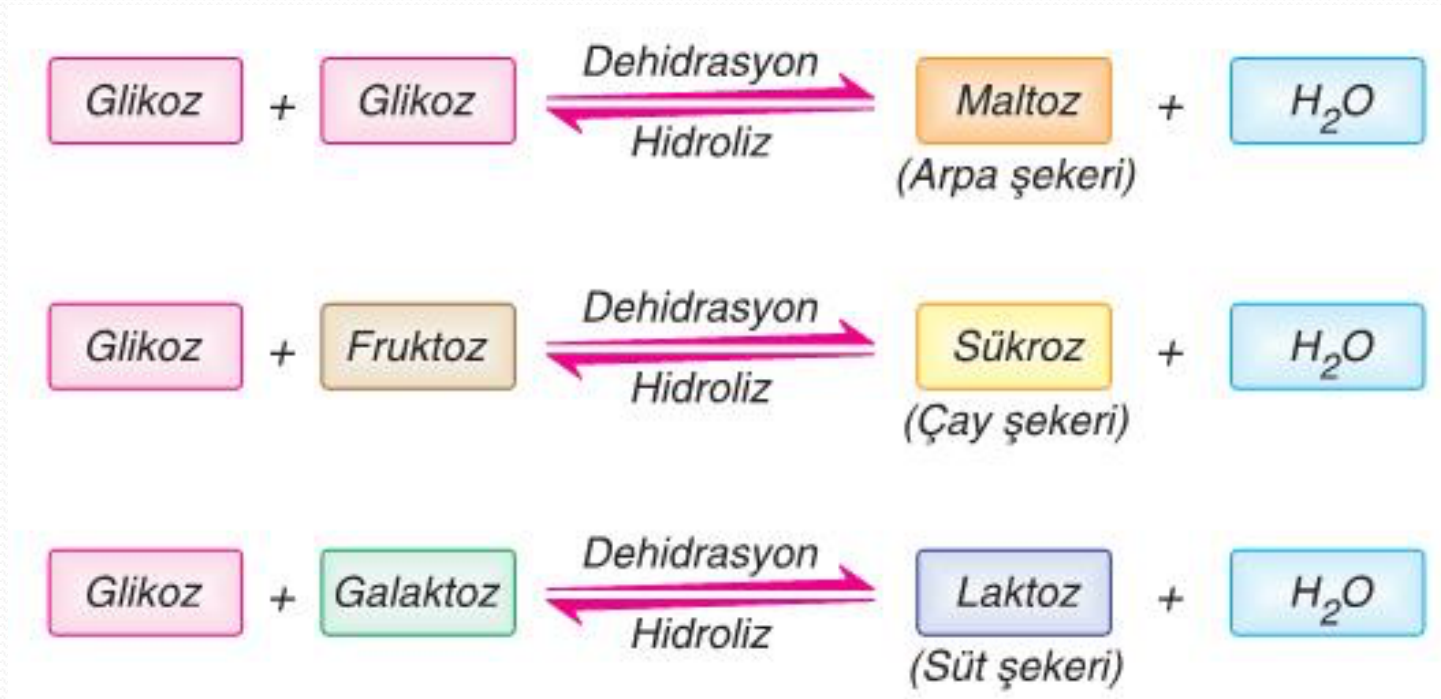 Dehidrasyon
Glikoz + Glikoz Maltoz + H₂O
Hidroliz
(Arpa şekeri)
Dehidrasyon
Glikoz + Fruktoz Sükroz + H₂O
Hidroliz
(Çay şekeri)
Dehidrasyon
Glikoz + Galaktoz Laktoz + H₂O
Hidroliz
(Süt şekeri)